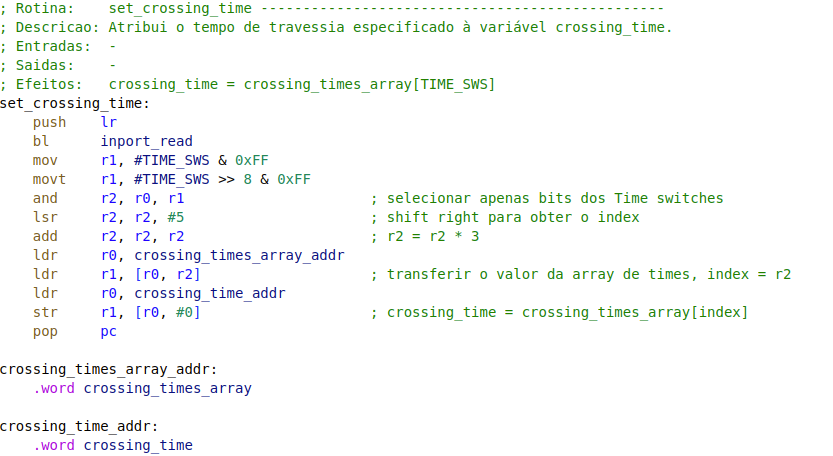 ; Rotina:    set_crossing_time ------------------------------------------------
; Descricao: Atribui o tempo de travessia especificado à variável crossing_time.
; Entradas:  -
; Saidas:    -
; Efeitos:   crossing_time = crossing_times_array[TIME_SWS]
set_crossing_time:
    push    lr
    bl      inport_read
    mov     r1, #TIME_SWS & 0xFF
    movt    r1, #TIME_SWS >> 8 & 0xFF
    and     r2, r0, r1                      ; selecionar apenas bits dos Time switches
    lsr     r2, r2, #5                      ; shift right para obter o index
    add     r2, r2, r2                      ; r2 = r2 * 3
    ldr     r0, crossing_times_array_addr
    ldr     r1, [r0, r2]                    ; transferir o valor da array de times, index = r2
    ldr     r0, crossing_time_addr
    str     r1, [r0, #0]                    ; crossing_time = crossing_times_array[index]
    pop     pc

crossing_times_array_addr:
    .word crossing_times_array

crossing_time_addr:
    .word crossing_time